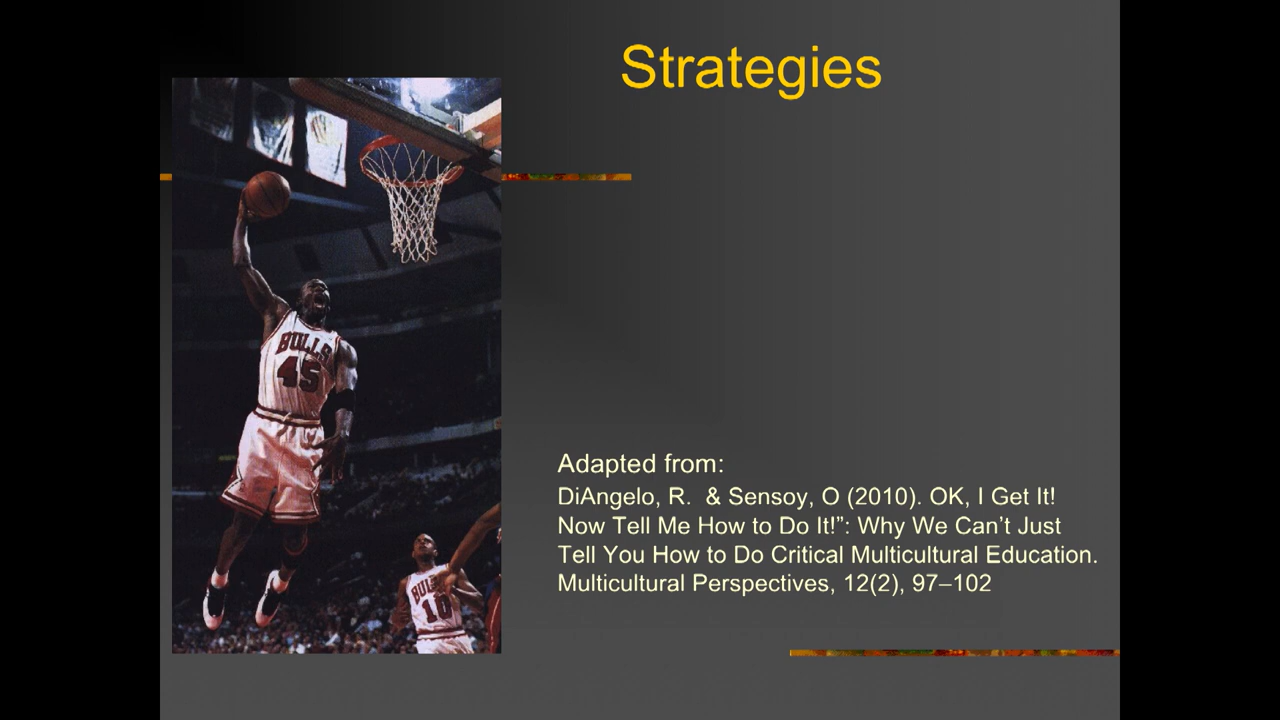 Strategies
BULLS
45
BULLS
10
Adapted from:
DiAngelo, R.  & Sensoy, O (2010). OK, I Get It!
Now Tell Me How to Do It!”: Why We Can’t Just
Tell You How to Do Critical Multicultural Education.
Multicultural Perspectives, 12(2), 97–102